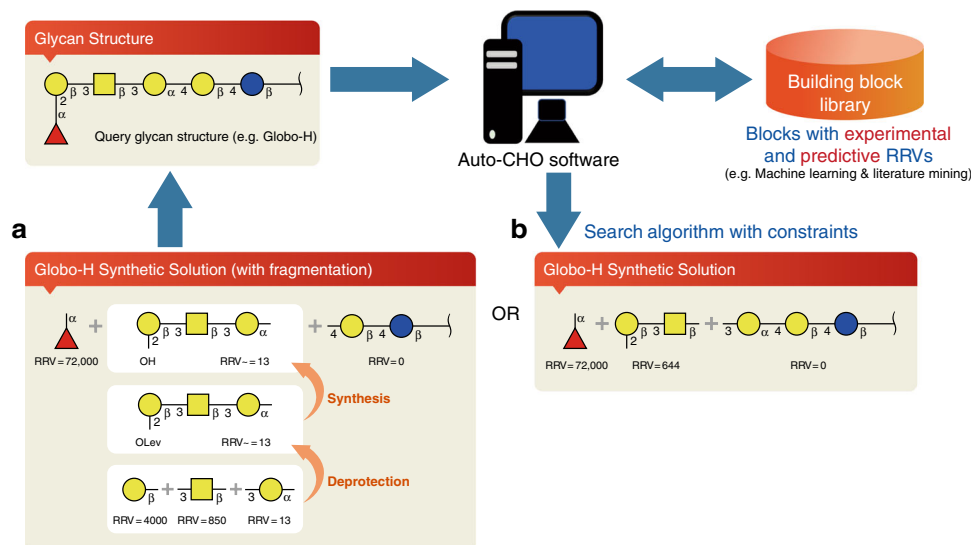 Glycan Structure
β 3 β 3 α 4 β 4 β
2
α
Query glycan structure (e.g. Globo-H)
Auto-CHO software
Building block
library
Blocks with experimental
and predictive RRVs
(e.g. Machine learning & literature mining)
a
Globo-H Synthetic Solution (with fragmentation)
α + β 3 β 3 α + 4 β 4 β
2
RRV=72,000 OH RRV~=13 RRV=0
Synthesis
β 3 β 3 α
2
OLev RRV~=13
Deprotection
β + 3 β + 3 α
RRV=4000 RRV=850 RRV=13
OR
b
Search algorithm with constraints
Globo-H Synthetic Solution
α + β 3 β + 3 α 4 β 4 β
2
RRV=72,000 RRV=644 RRV=0